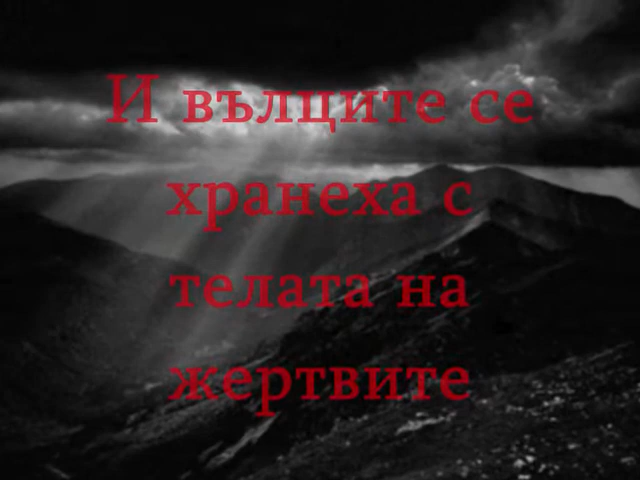 И вълците се
хранеха с
телата на
жертвите